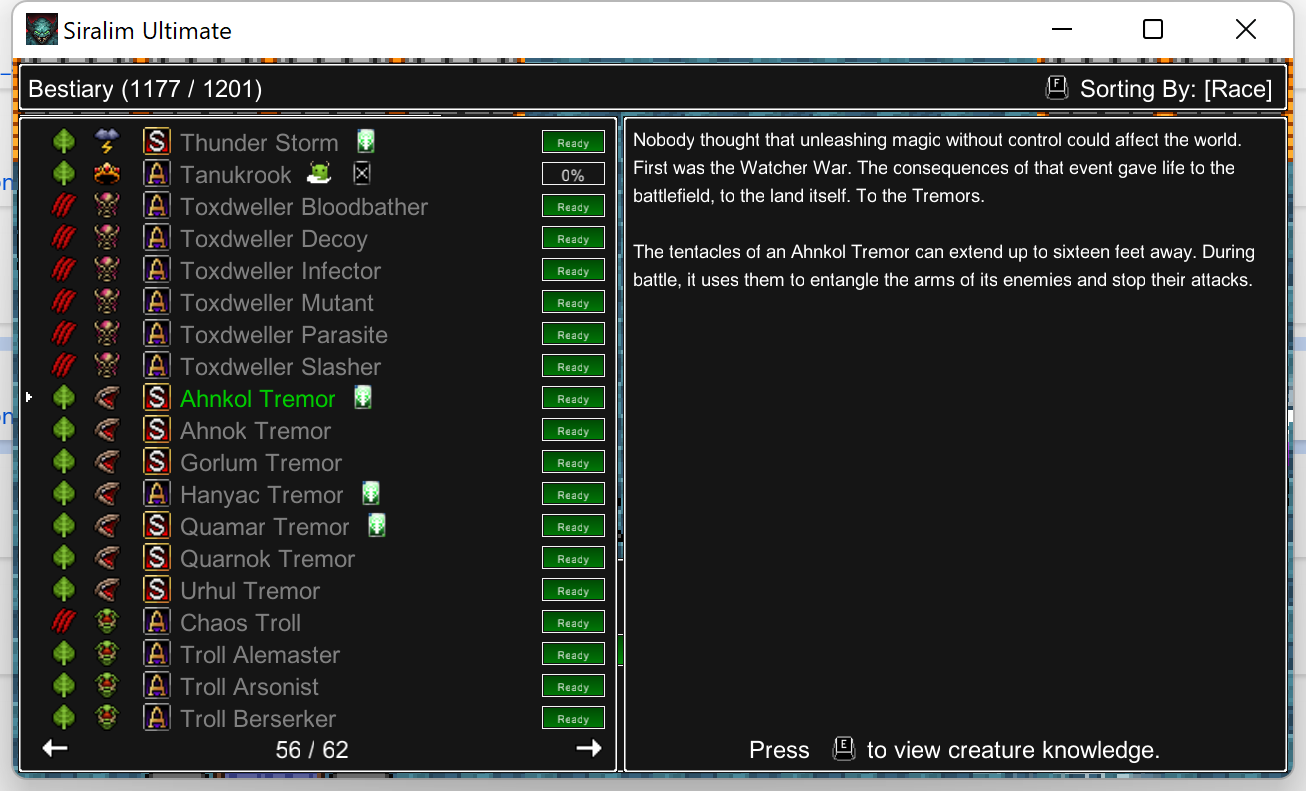 Siralim Ultimate
Bestiary (1177 / 1201)
F Sorting By: [Race]
S Thunder Storm Ready
A Tanukrook 0%
A Toxdweller Bloodbather Ready
A Toxdweller Decoy Ready
A Toxdweller Infector Ready
A Toxdweller Mutant Ready
A Toxdweller Parasite Ready
A Toxdweller Slasher Ready
S Ahnkol Tremor Ready
S Ahnok Tremor Ready
S Gorlum Tremor Ready
A Hanyac Tremor Ready
S Quamar Tremor Ready
S Quarnok Tremor Ready
S Urhul Tremor Ready
A Chaos Troll Ready
A Troll Alemaster Ready
A Troll Arsonist Ready
A Troll Berserker Ready
56 / 62
Nobody thought that unleashing magic without control could affect the world.
First was the Watcher War. The consequences of that event gave life to the
battlefield, to the land itself. To the Tremors.
The tentacles of an Ahnkol Tremor can extend up to sixteen feet away. During
battle, it uses them to entangle the arms of its enemies and stop their attacks.
Press E to view creature knowledge.